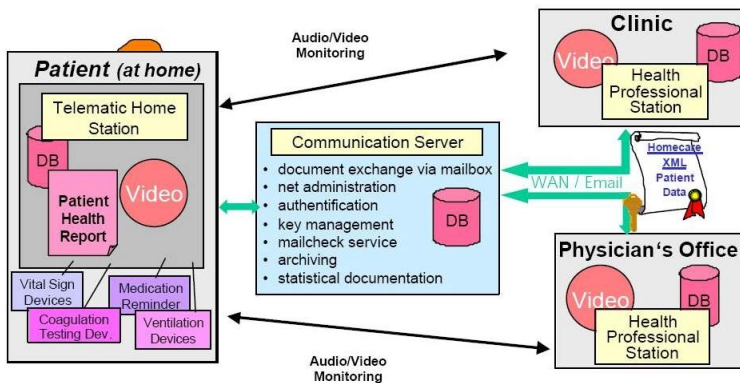 Audio/Video
Monitoring
Patient (at home)
Telematic Home
Station
DB
Video
Patient
Health
Report
Vital Sign
Devices
Medication
Reminder
Coagulation
Testing Dev.
Ventilation
Devices
Communication Server
• document exchange via mailbox
• net administration
• authentification
• key management
• mailcheck service
• archiving
• statistical documentation
DB
WAN / Email
Clinic
Video
DB
Health
Professional
Station
Homecare
XML
Patient
Data
Physician‘s Office
Video
DB
Health
Professional
Station
Audio/Video
Monitoring